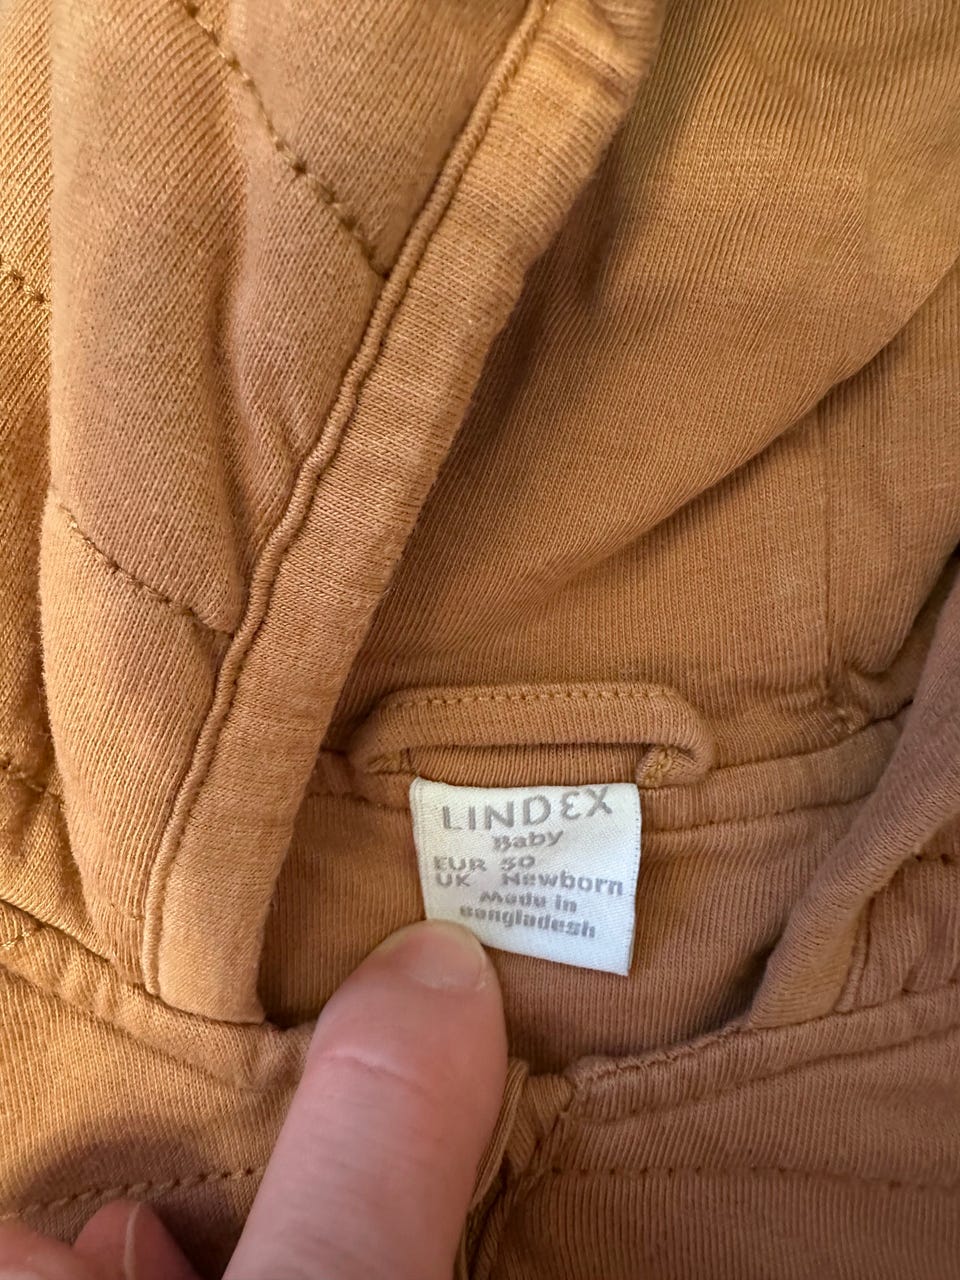 LINDEX
Baby
EUR 50
UK Newborn
Made in
Bangladesh